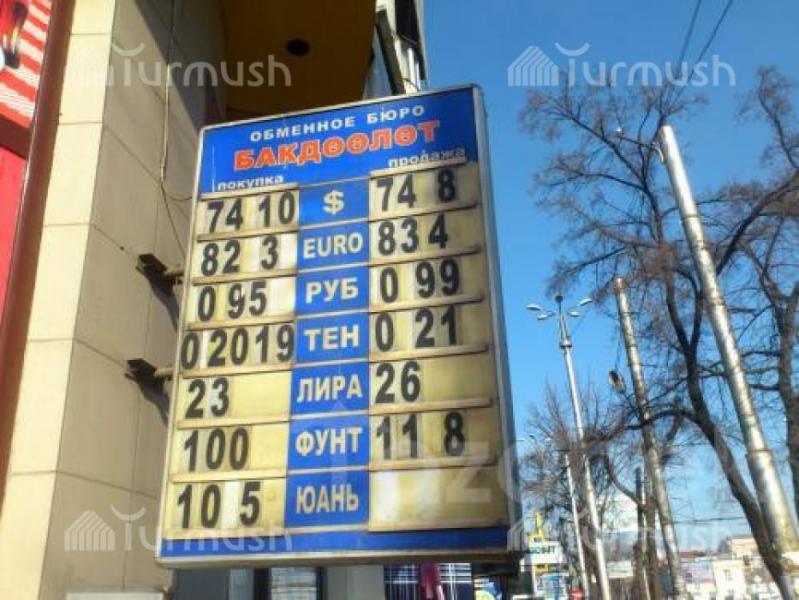 Turmush
Turmush
ОБМЕННОЕ БЮРО
БАКДӨӨЛӨТ
покупка продажа
74 10 $ 74 8
82 3 EURO 83 4
0 95 РУБ 0 99
0 2019 ТЕН 0 21
23 ЛИРА 26
100 ФУНТ 11 8
10 5 ЮАНЬ
Turmush
Turmush